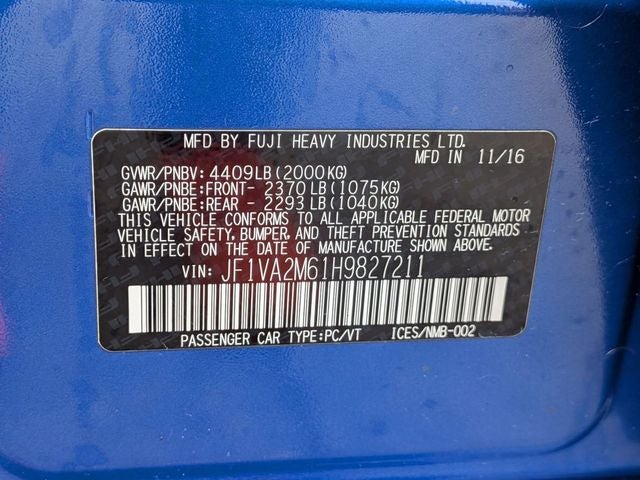 MFD BY FUJI HEAVY INDUSTRIES LTD.
MFD IN 11/16
GVWR/PNBV: 4409LB(2000KG)
GAWR/PNBE:FRONT- 2370LB(1075KG)
GAWR/PNBE:REAR - 2293LB(1040KG)
THIS VEHICLE CONFORMS TO ALL APPLICABLE FEDERAL MOTOR
VEHICLE SAFETY, BUMPER, AND THEFT PREVENTION STANDARDS
IN EFFECT ON THE DATE OF MANUFACTURE SHOWN ABOVE.
VIN: JF1VA2M61H9827211
PASSENGER CAR TYPE:PC/VT ICES/NMB-002